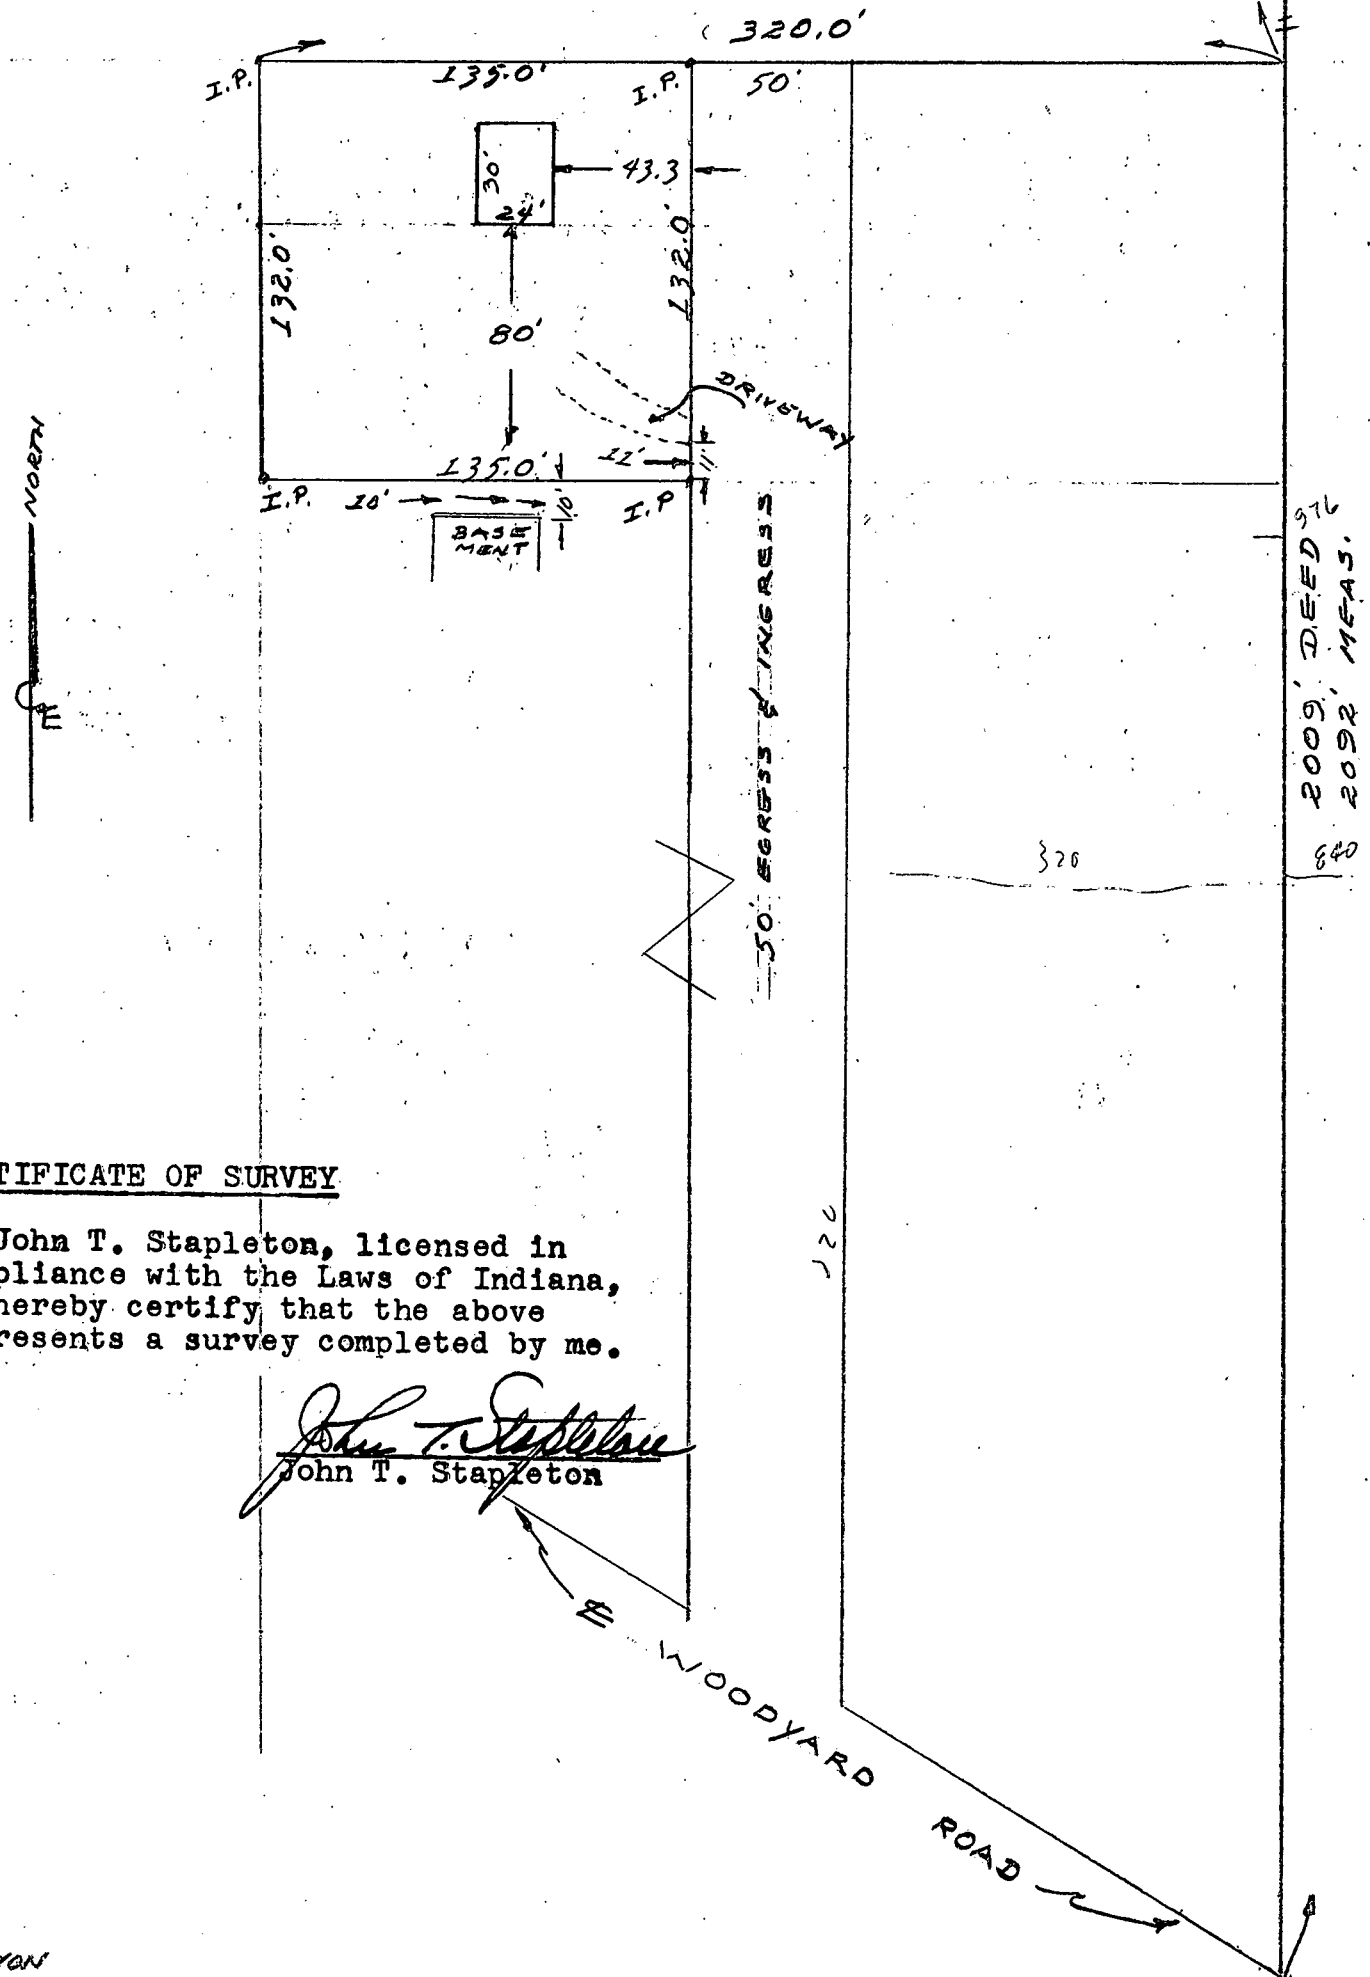 320.0'
I.P.
135.0'
I.P.
50'
30'
43.3
24'
132.0'
132.0'
80'
DRIVEWAY
NORTH
135.0'
11'
I.P.
10'
10'
I.P
BASE
MENT
976
2009' DEED
2092' MEAS.
50' EGRESS & INGRESS
320
840
TIFICATE OF SURVEY
John T. Stapleton, licensed in
pliance with the Laws of Indiana,
hereby certify that the above
resents a survey completed by me.
John T. Stapleton
John T. Stapleton
WOODYARD ROAD